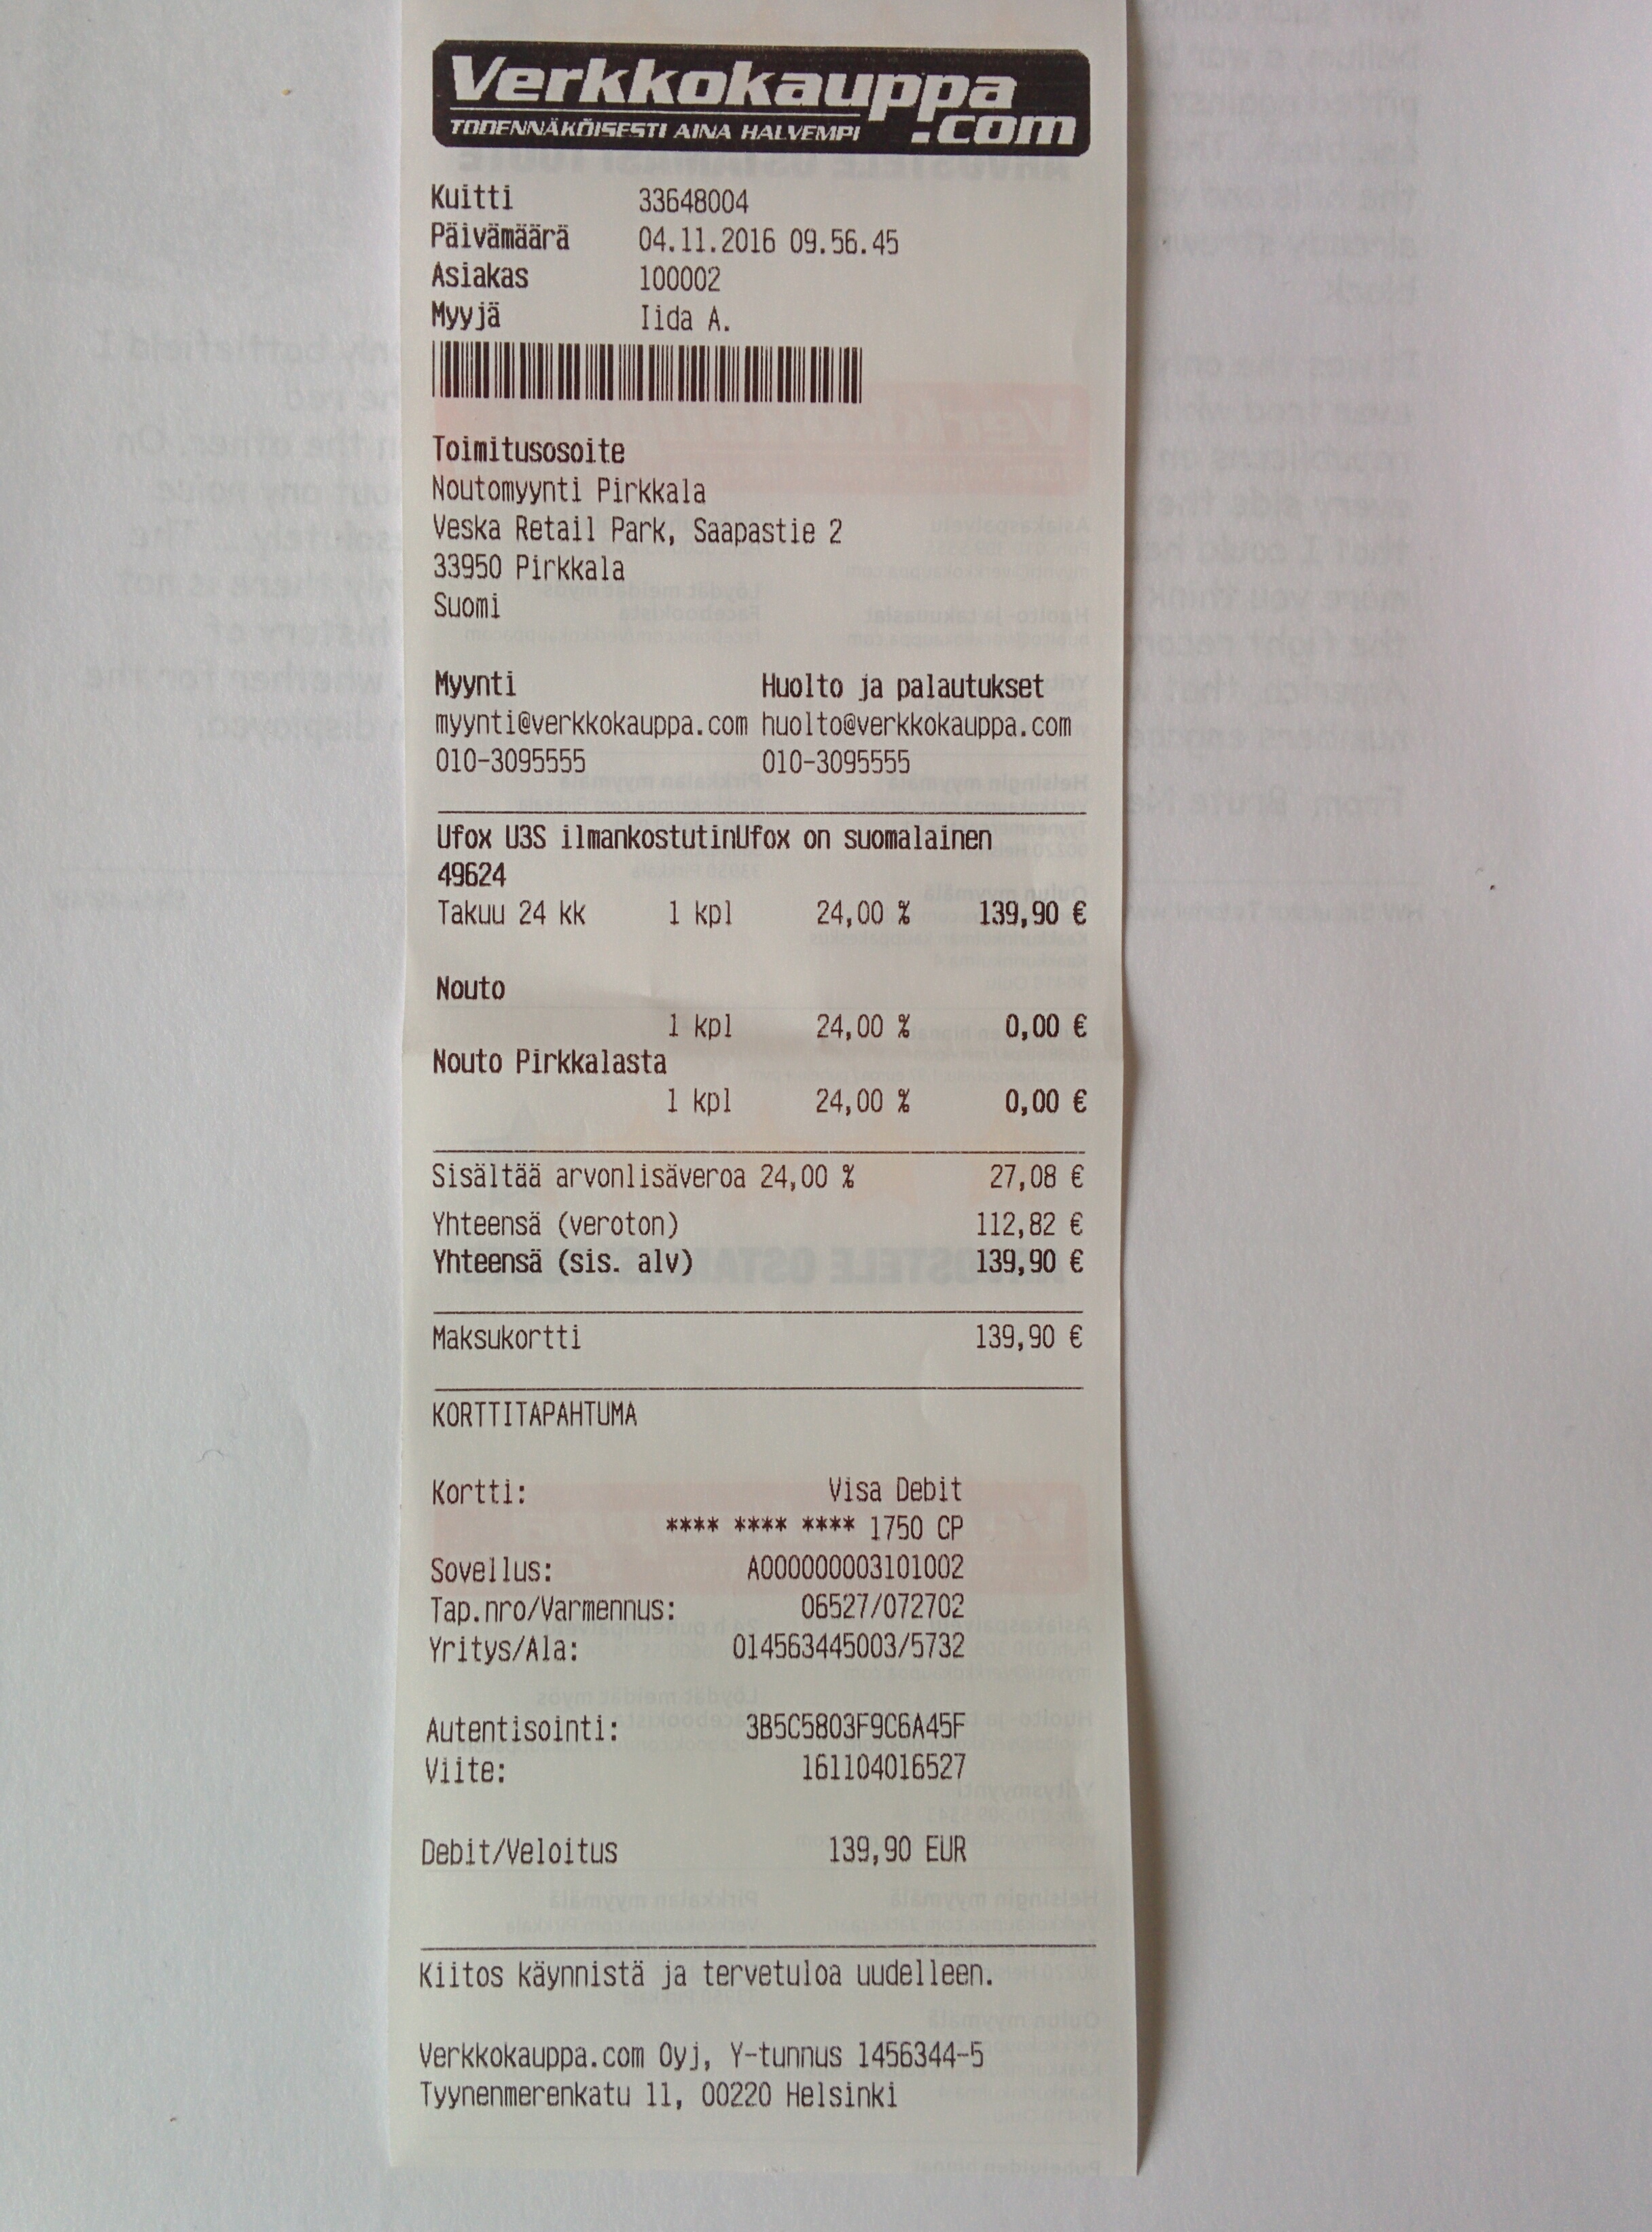 Verkkokauppa
.com
TODENNÄKÖISESTI AINA HALVEMPI
Kuitti 33648004
Päivämäärä 04.11.2016 09.56.45
Asiakas 100002
Myyjä Iida A.
Toimitusosoite
Noutomyynti Pirkkala
Veska Retail Park, Saapastie 2
33950 Pirkkala
Suomi
Myynti Huolto ja palautukset
myynti@verkkokauppa.com huolto@verkkokauppa.com
010-3095555 010-3095555
Ufox U3S ilmankostutinUfox on suomalainen
49624
Takuu 24 kk 1 kpl 24,00 % 139,90 €
Nouto
1 kpl 24,00 % 0,00 €
Nouto Pirkkalasta
1 kpl 24,00 % 0,00 €
Sisältää arvonlisäveroa 24,00 % 27,08 €
Yhteensä (veroton) 112,82 €
Yhteensä (sis. alv) 139,90 €
Maksukortti 139,90 €
KORTTITAPAHTUMA
Kortti: Visa Debit
**** **** **** 1750 CP
Sovellus: A000000003101002
Tap.nro/Varmennus: 06527/072702
Yritys/Ala: 014563445003/5732
Autentisointi: 3B5C5803F9C6A45F
Viite: 161104016527
Debit/Veloitus 139,90 EUR
Kiitos käynnistä ja tervetuloa uudelleen.
Verkkokauppa.com Oyj, Y-tunnus 1456344-5
Tyynenmerenkatu 11, 00220 Helsinki